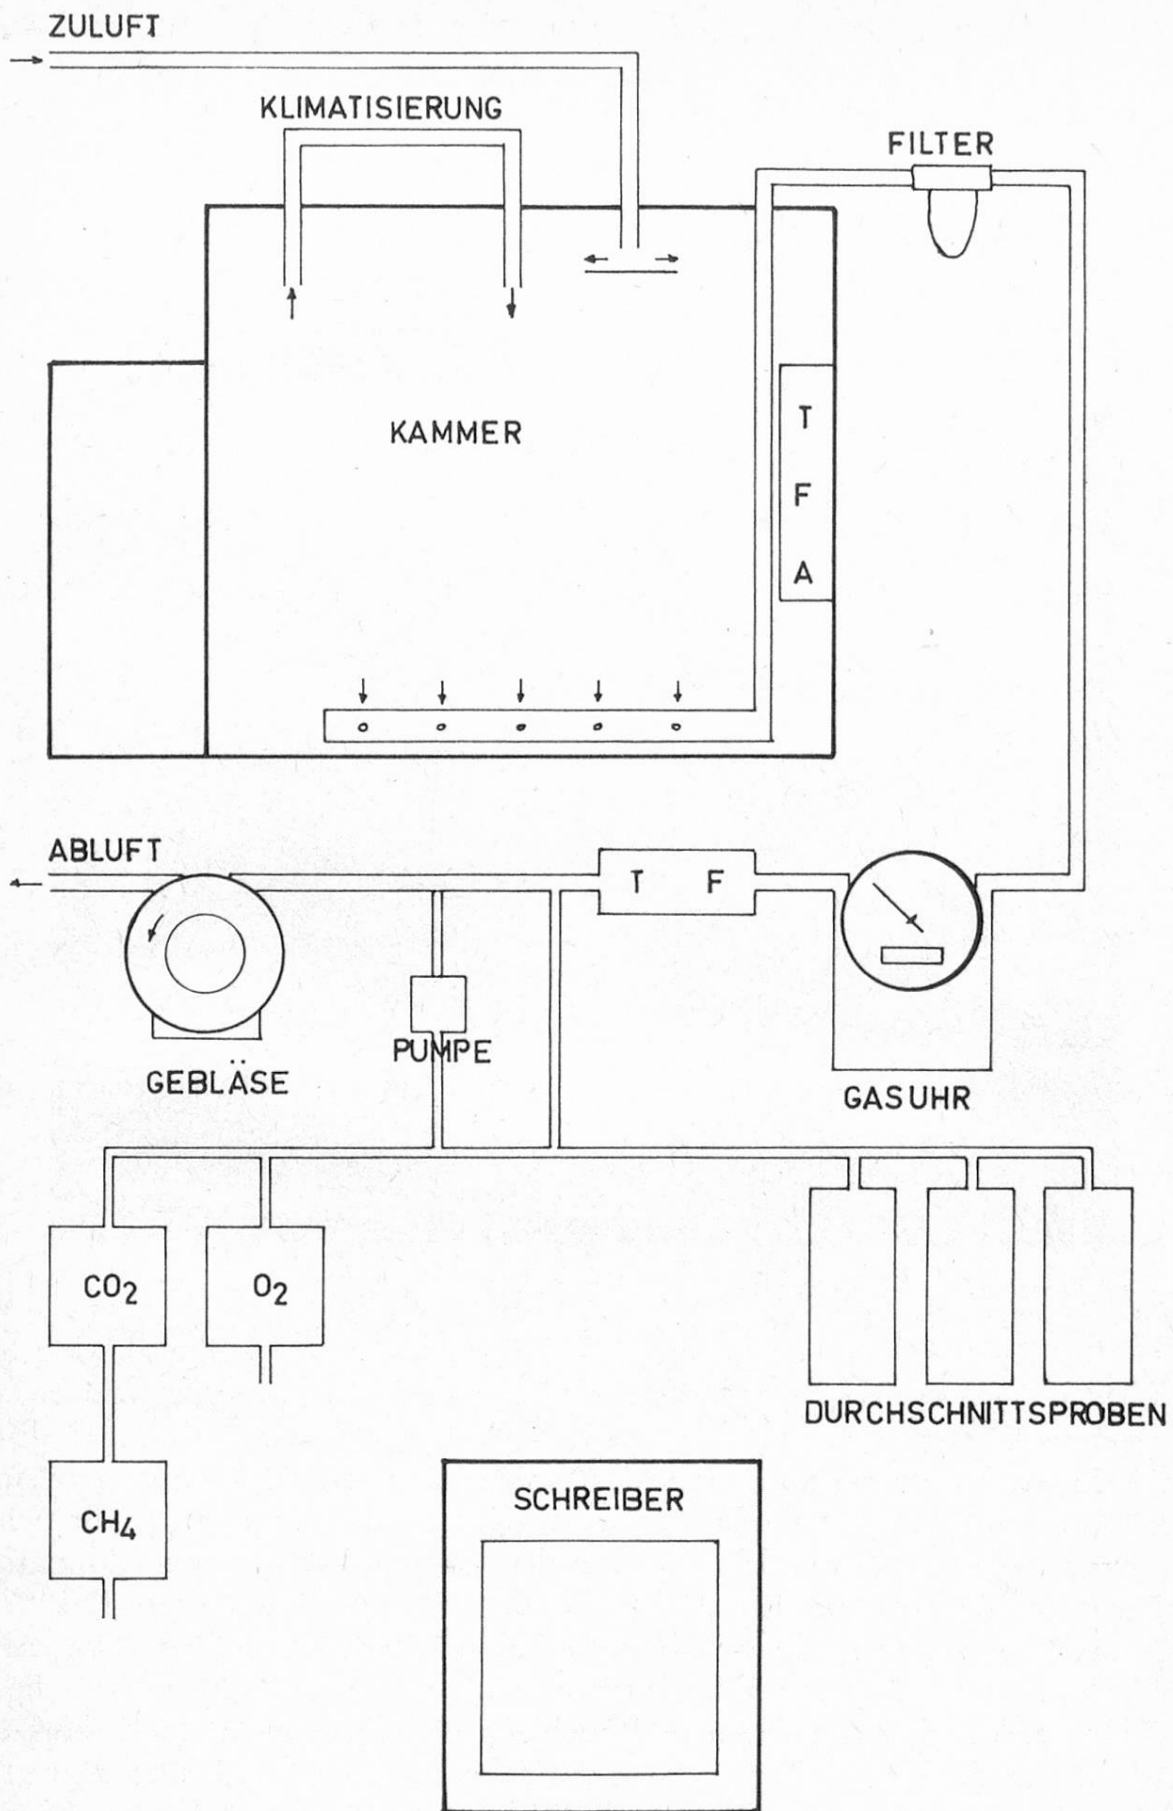 ZULUFT
KLIMATISIERUNG
FILTER
KAMMER
T
F
A
ABLUFT
T F
PUMPE
GEBLÄSE
GASUHR
CO2
O2
DURCHSCHNITTSPROBEN
SCHREIBER
CH4